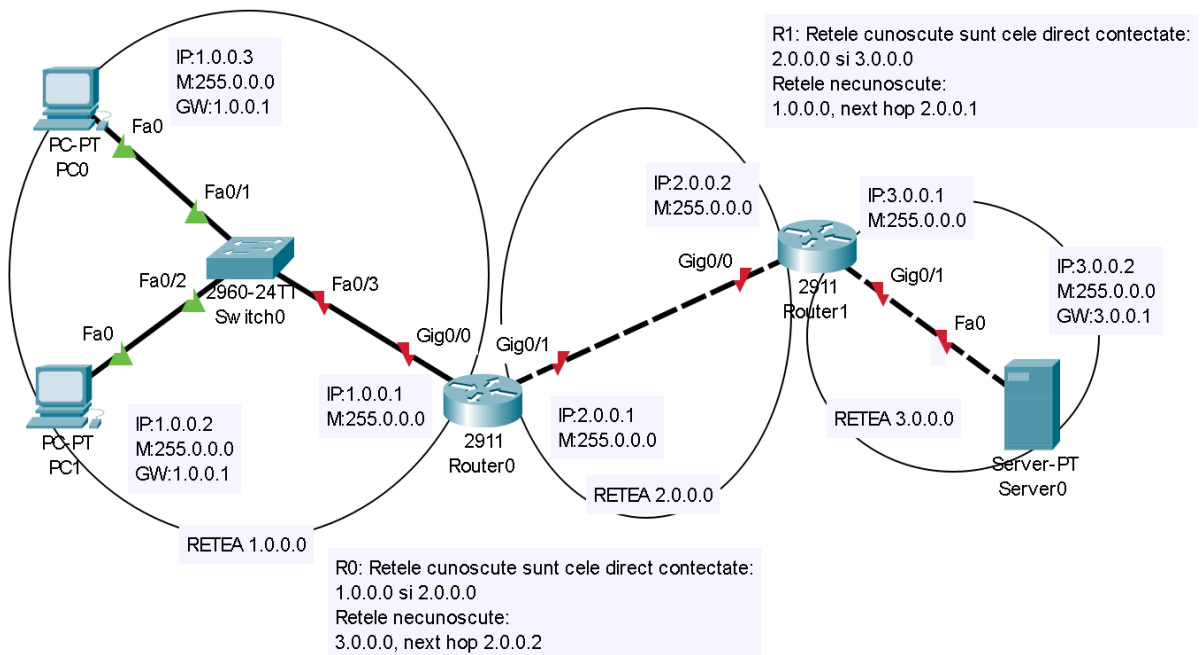 R1: Retele cunoscute sunt cele direct contectate:
2.0.0.0 si 3.0.0.0
Retele necunoscute:
1.0.0.0, next hop 2.0.0.1
IP:1.0.0.3
M:255.0.0.0
GW:1.0.0.1
Fa0
PC-PT
PC0
Fa0/1
Fa0/2
2960-24TT
Switch0
Fa0/3
Fa0
PC-PT
PC1
IP:1.0.0.2
M:255.0.0.0
GW:1.0.0.1
Gig0/0
IP:1.0.0.1
M:255.0.0.0
2911
Router0
Gig0/1
IP:2.0.0.1
M:255.0.0.0
RETEA 1.0.0.0
RETEA 2.0.0.0
IP:2.0.0.2
M:255.0.0.0
Gig0/0
2911
Router1
IP:3.0.0.1
M:255.0.0.0
Gig0/1
Fa0
IP:3.0.0.2
M:255.0.0.0
GW:3.0.0.1
RETEA 3.0.0.0
Server-PT
Server0
R0: Retele cunoscute sunt cele direct contectate:
1.0.0.0 si 2.0.0.0
Retele necunoscute:
3.0.0.0, next hop 2.0.0.2